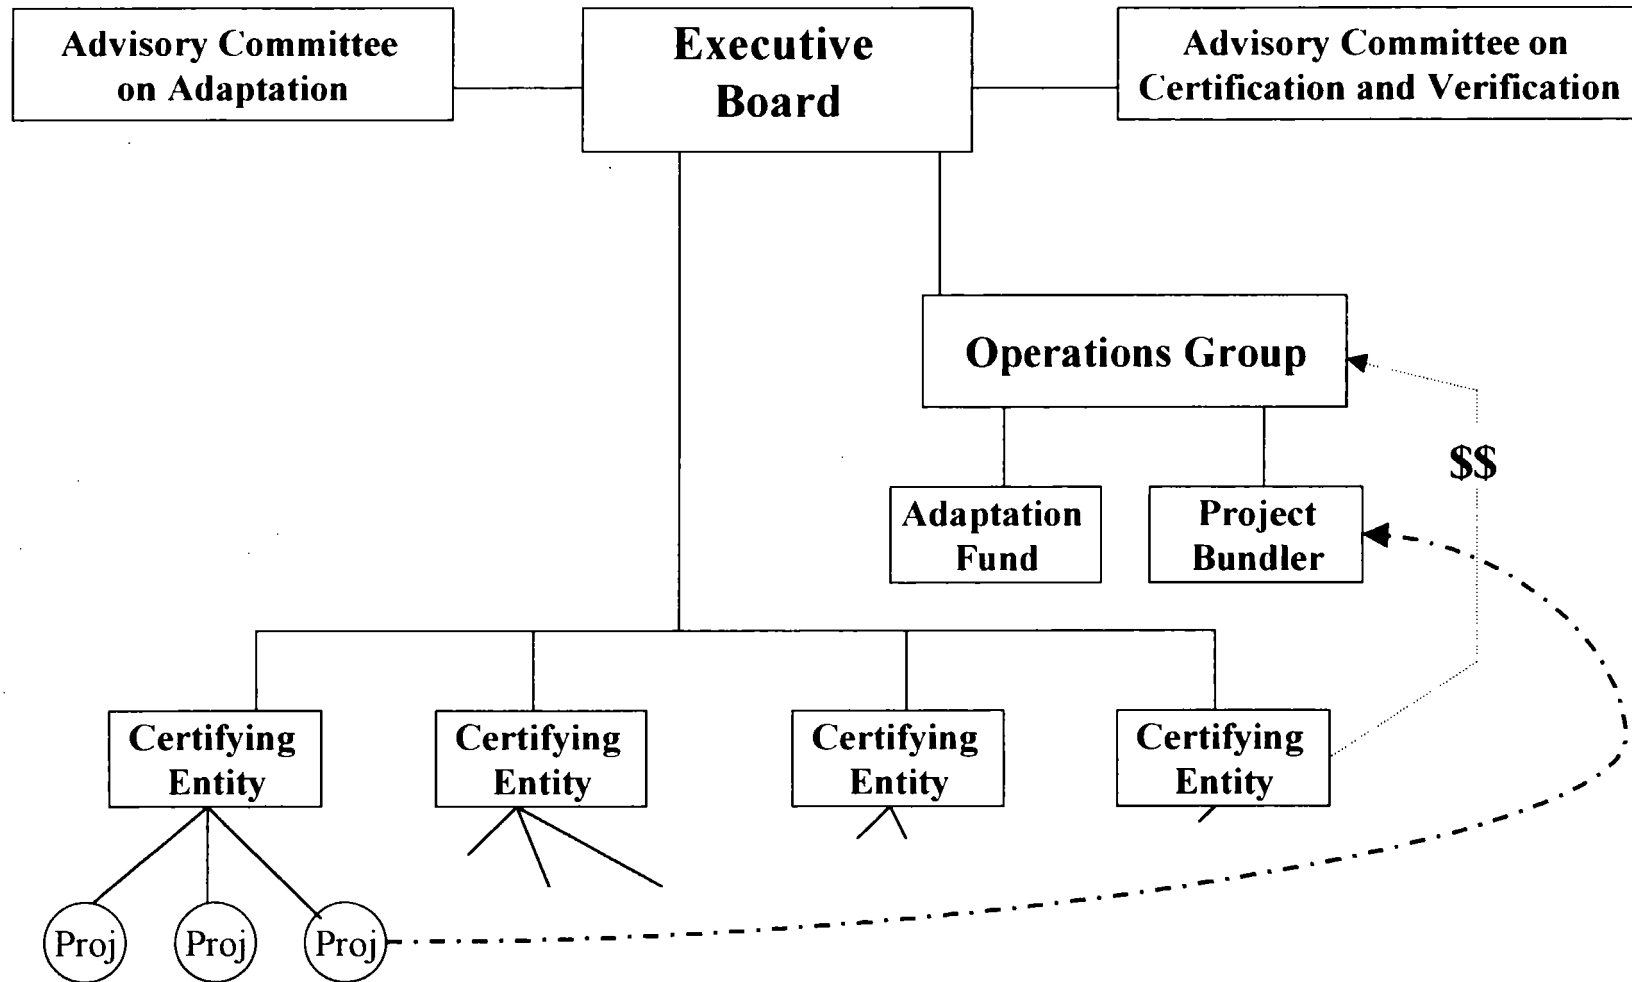 Advisory Committee
on Adaptation
Executive
Board
Advisory Committee on
Certification and Verification
Operations Group
$$
Adaptation
Fund
Project
Bundler
Certifying
Entity
Certifying
Entity
Certifying
Entity
Certifying
Entity
Proj
Proj
Proj